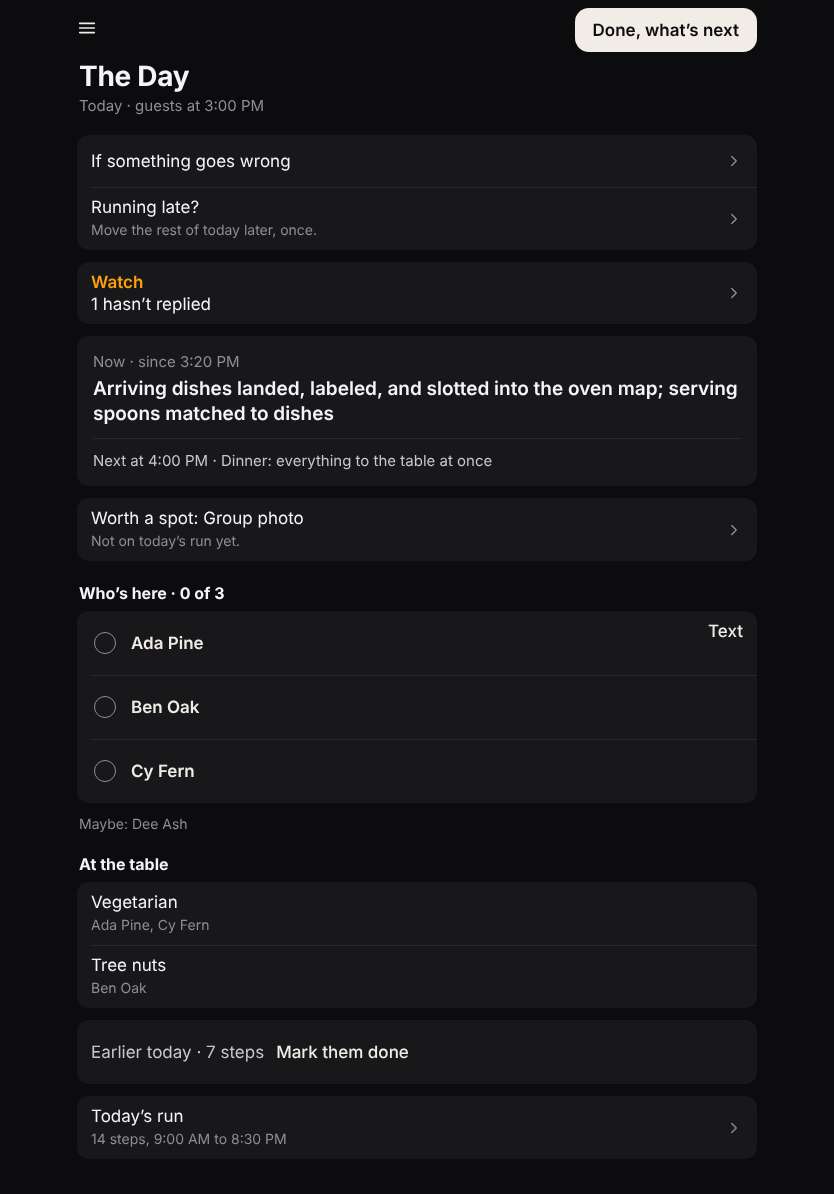 Done, what’s next
The Day
Today · guests at 3:00 PM
If something goes wrong
Running late?
Move the rest of today later, once.
Watch
1 hasn’t replied
Now · since 3:20 PM
Arriving dishes landed, labeled, and slotted into the oven map; serving
spoons matched to dishes
Next at 4:00 PM · Dinner: everything to the table at once
Worth a spot: Group photo
Not on today’s run yet.
Who’s here · 0 of 3
Ada Pine
Text
Ben Oak
Cy Fern
Maybe: Dee Ash
At the table
Vegetarian
Ada Pine, Cy Fern
Tree nuts
Ben Oak
Earlier today · 7 steps Mark them done
Today’s run
14 steps, 9:00 AM to 8:30 PM